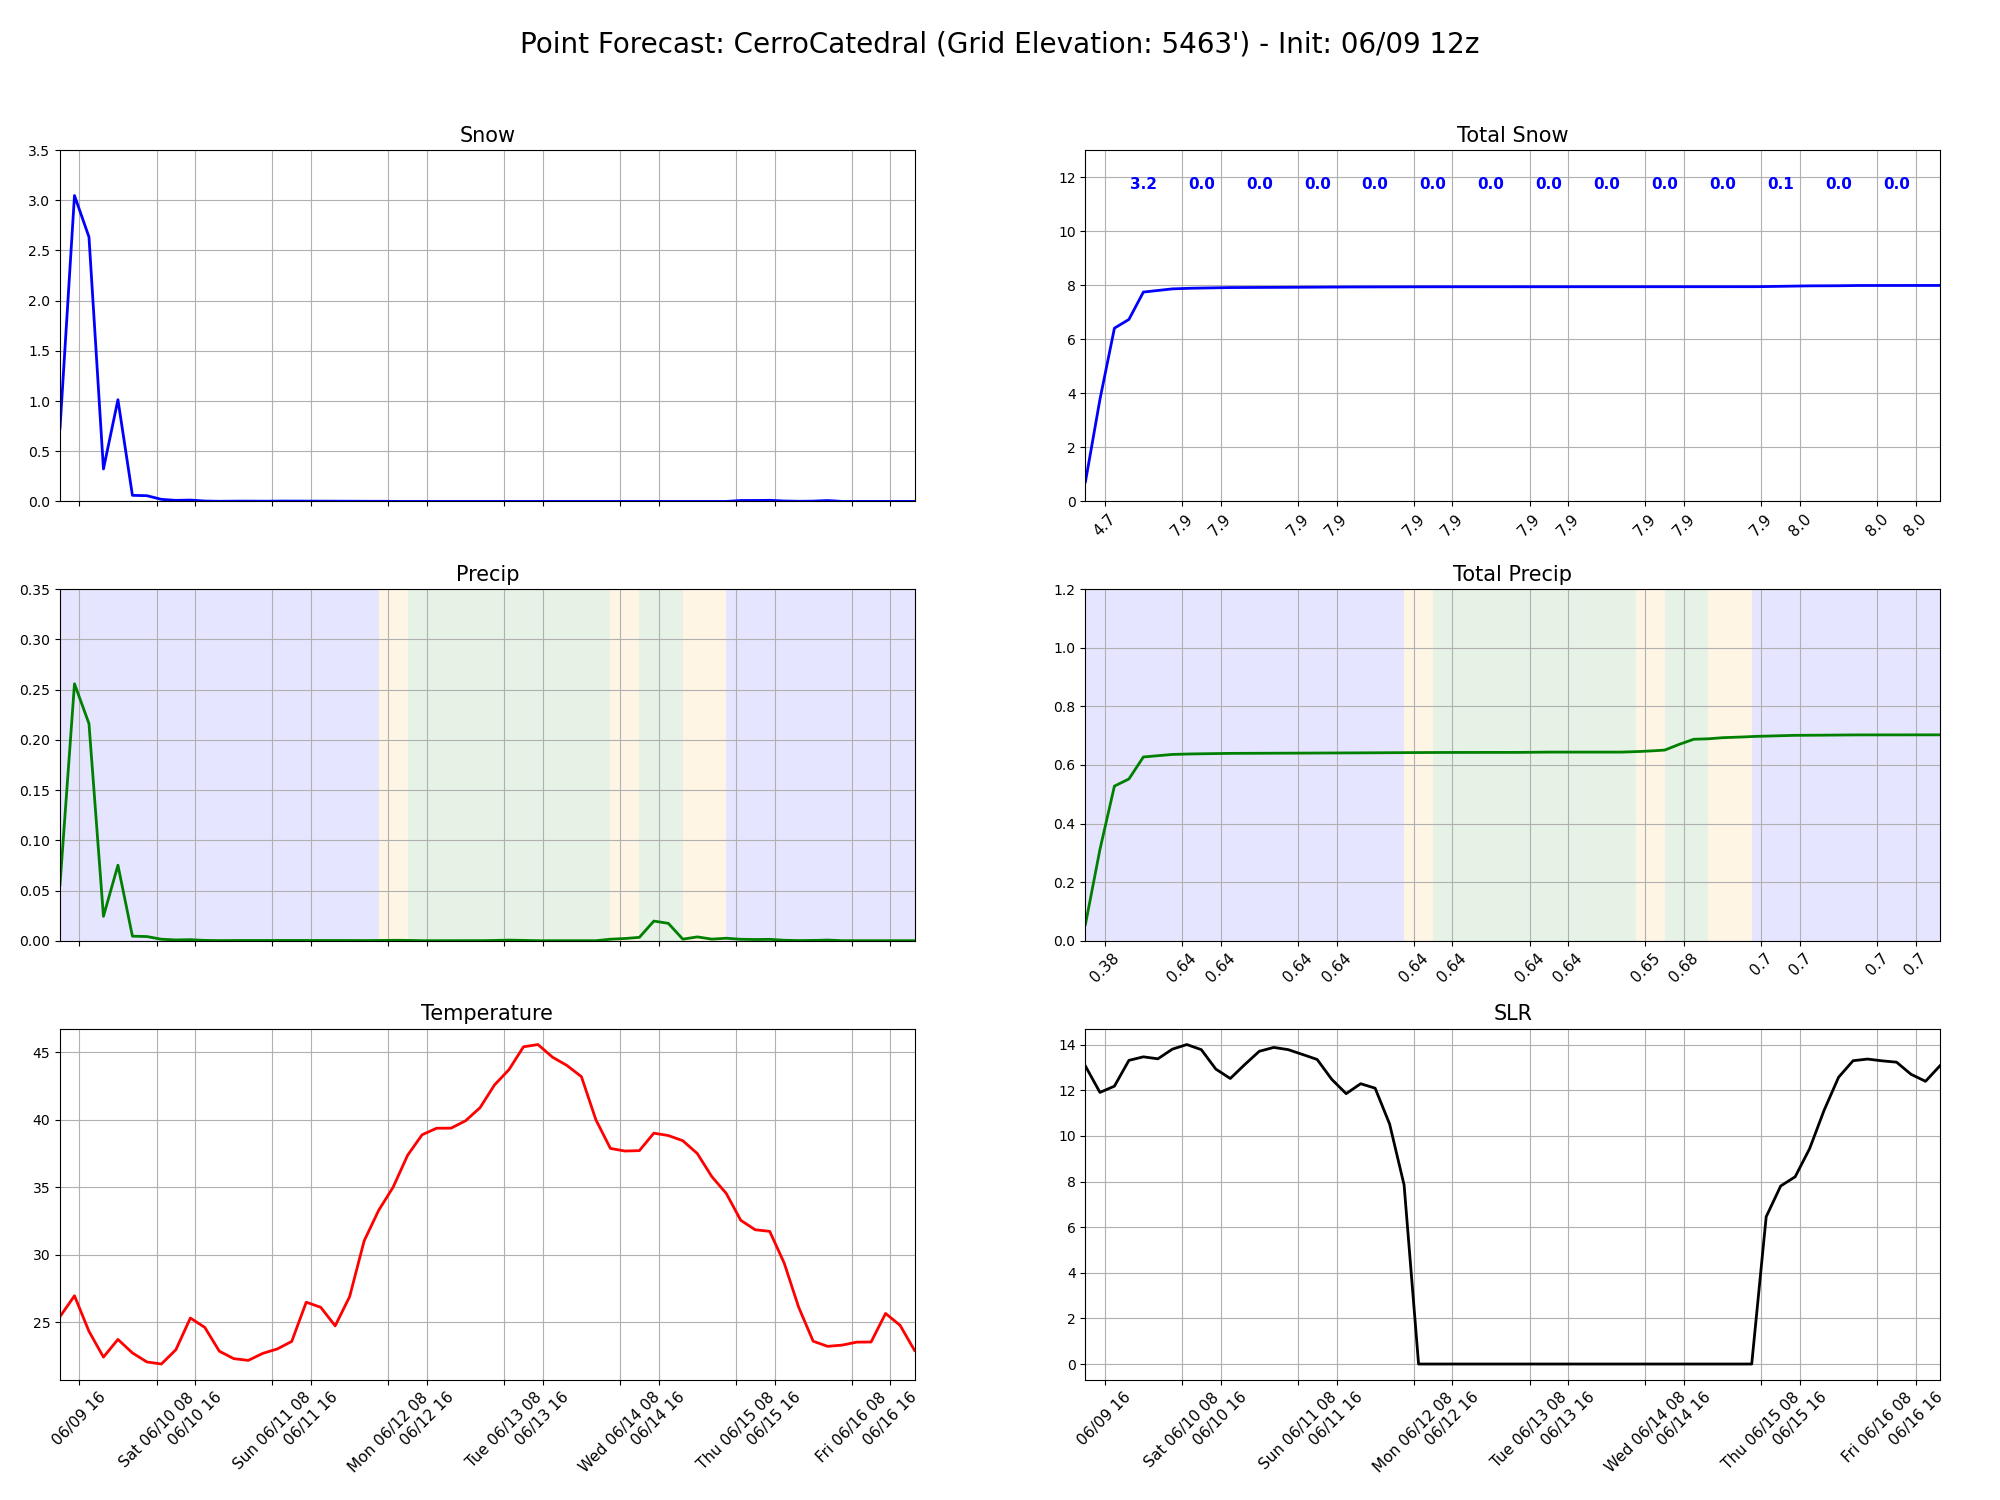 Point Forecast: CerroCatedral (Grid Elevation: 5463') - Init: 06/09 12z
Snow
3.5
3.0
2.5
2.0
1.5
1.0
0.5
0.0
Total Snow
12
10
8
6
4
2
0
3.2 0.0 0.0 0.0 0.0 0.0 0.0 0.0 0.0 0.0 0.0 0.1 0.0 0.0
4.7 7.9 7.9 7.9 7.9 7.9 7.9 7.9 7.9 7.9 7.9 7.9 8.0 8.0 8.0
Precip
0.35
0.30
0.25
0.20
0.15
0.10
0.05
0.00
Total Precip
1.2
1.0
0.8
0.6
0.4
0.2
0.0
0.38 0.64 0.64 0.64 0.64 0.64 0.64 0.64 0.64 0.65 0.68 0.7 0.7 0.7 0.7
Temperature
45
40
35
30
25
06/09 16
Sat 06/10 08
06/10 16
Sun 06/11 08
06/11 16
Mon 06/12 08
06/12 16
Tue 06/13 08
06/13 16
Wed 06/14 08
06/14 16
Thu 06/15 08
06/15 16
Fri 06/16 08
06/16 16
SLR
14
12
10
8
6
4
2
0
06/09 16
Sat 06/10 08
06/10 16
Sun 06/11 08
06/11 16
Mon 06/12 08
06/12 16
Tue 06/13 08
06/13 16
Wed 06/14 08
06/14 16
Thu 06/15 08
06/15 16
Fri 06/16 08
06/16 16